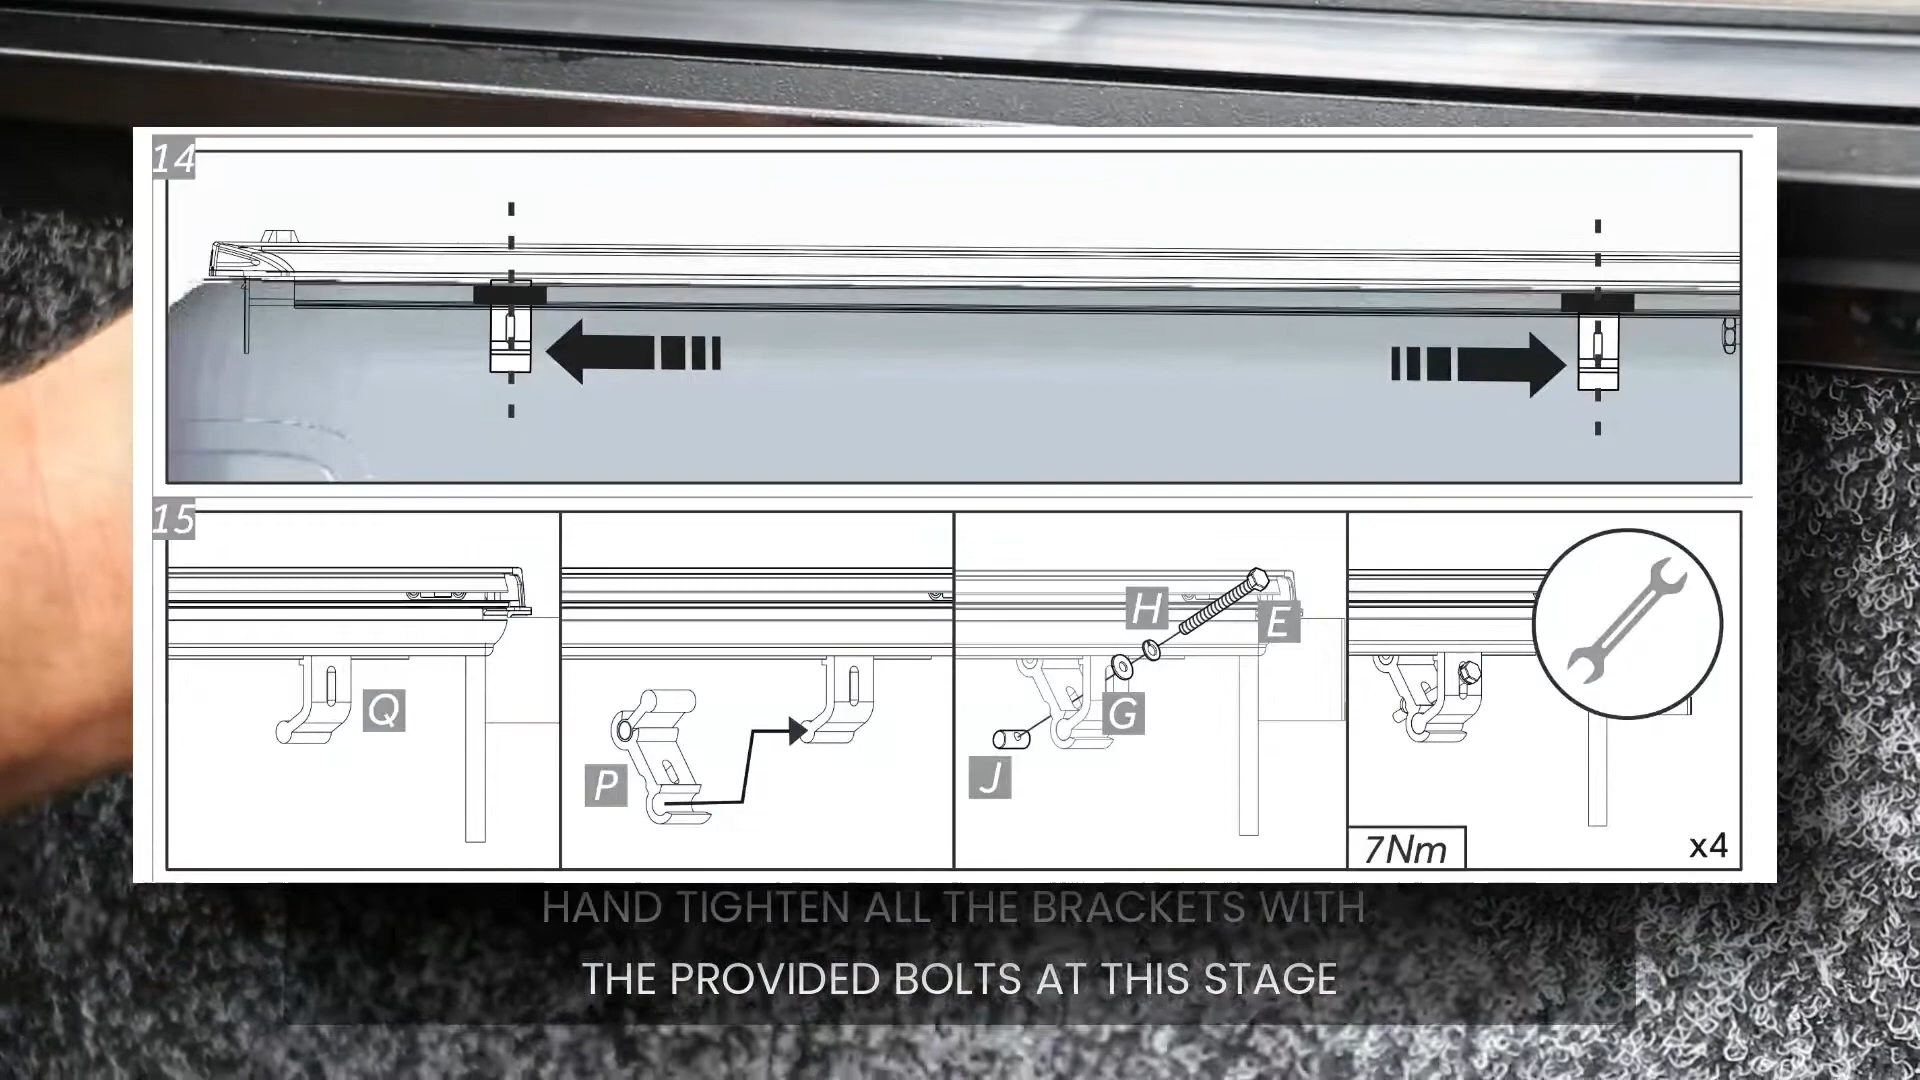 14
15
Q
P
H
E
G
J
7Nm
x4
HAND TIGHTEN ALL THE BRACKETS WITH
THE PROVIDED BOLTS AT THIS STAGE